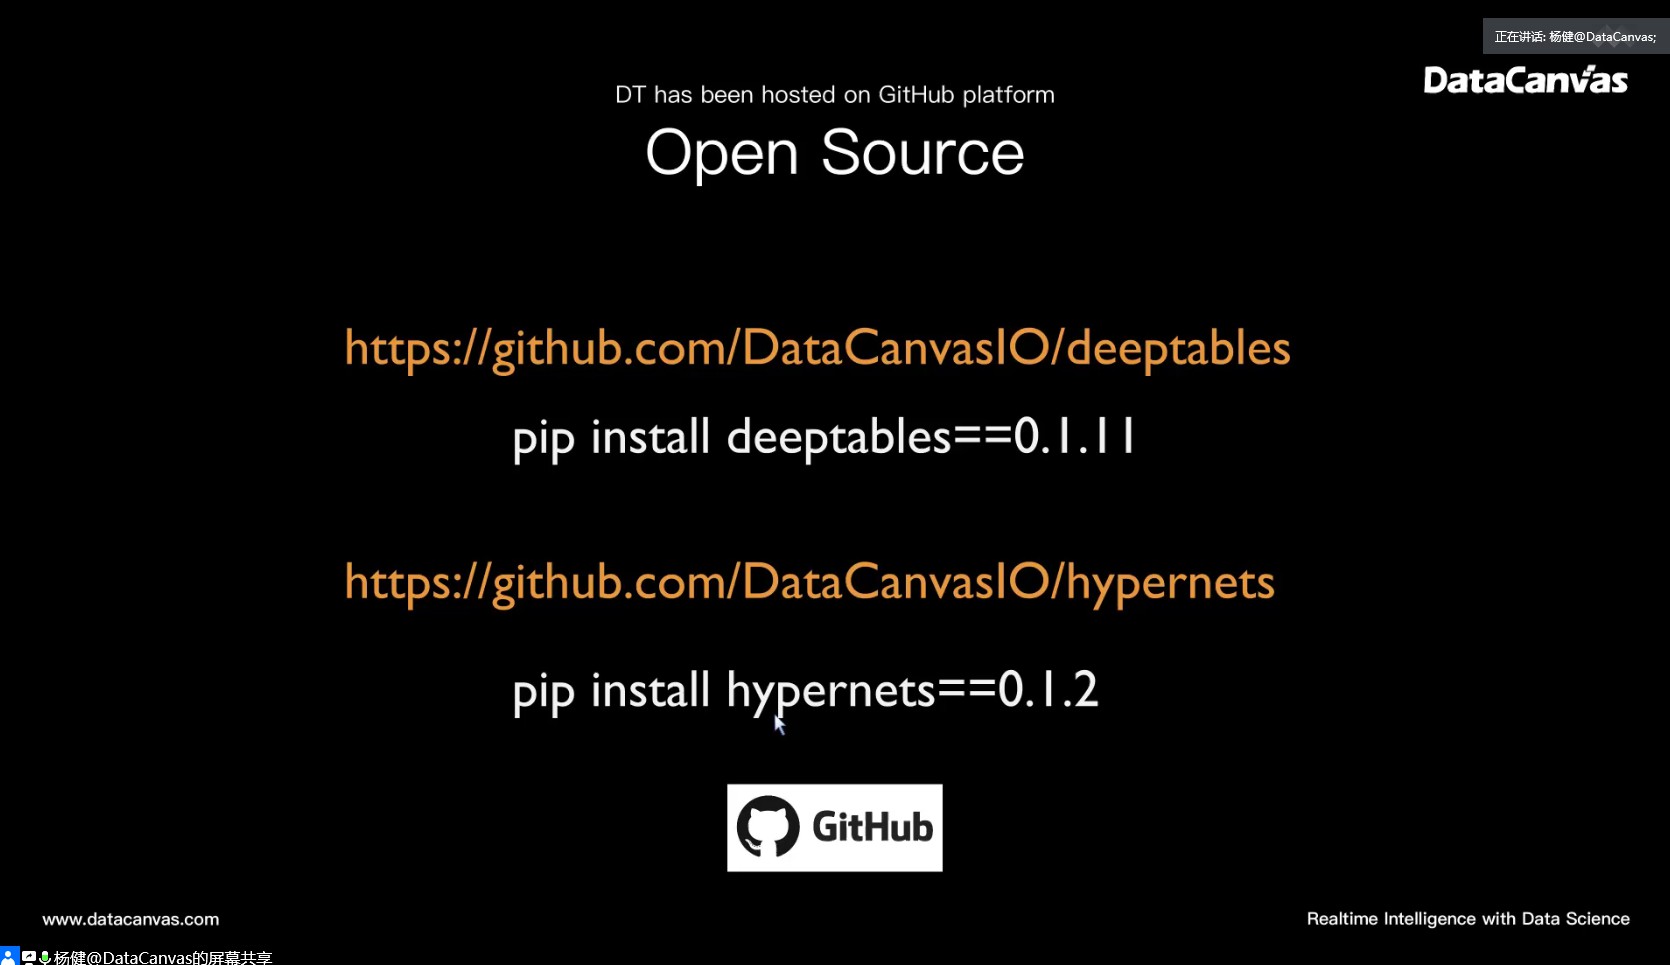 正在讲话: 杨健@DataCanvas;
DataCanvas
DT has been hosted on GitHub platform
Open Source
https://github.com/DataCanvasIO/deeptables
pip install deeptables==0.1.11
https://github.com/DataCanvasIO/hypernets
pip install hypernets==0.1.2
GitHub
www.datacanvas.com
Realtime Intelligence with Data Science
杨健@DataCanvas的屏幕共享